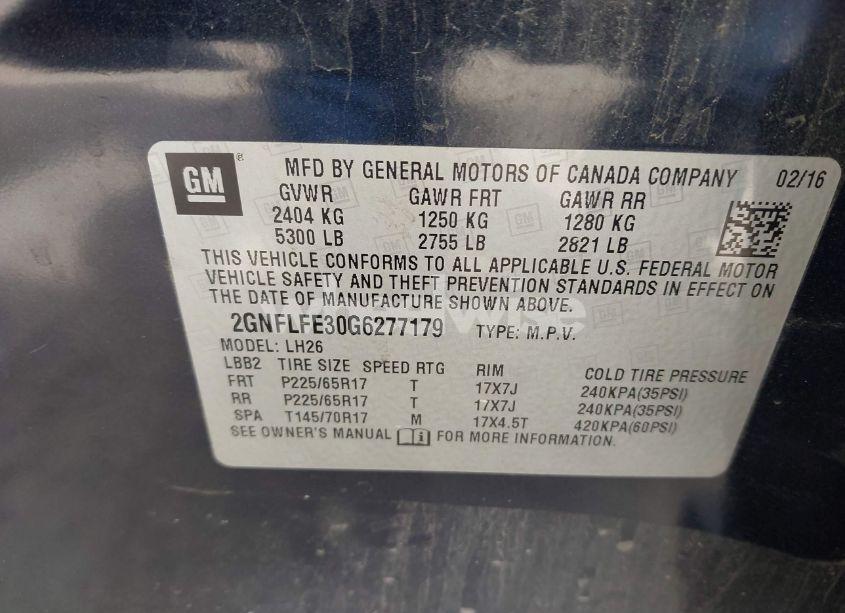 GM ® MFD BY GENERAL MOTORS OF CANADA COMPANY 02/16
GVWR GAWR FRT GAWR RR
2404 KG 1250 KG 1280 KG
5300 LB 2755 LB 2821 LB
THIS VEHICLE CONFORMS TO ALL APPLICABLE U.S. FEDERAL MOTOR
VEHICLE SAFETY AND THEFT PREVENTION STANDARDS IN EFFECT ON
THE DATE OF MANUFACTURE SHOWN ABOVE.
2GNFLFE30G6277179 TYPE: M.P.V.
MODEL: LH26
LBB2 TIRE SIZE SPEED RTG RIM COLD TIRE PRESSURE
FRT P225/65R17 T 17X7J 240KPA(35PSI)
RR P225/65R17 T 17X7J 240KPA(35PSI)
SPA T145/70R17 M 17X4.5T 420KPA(60PSI)
SEE OWNER'S MANUAL i FOR MORE INFORMATION.